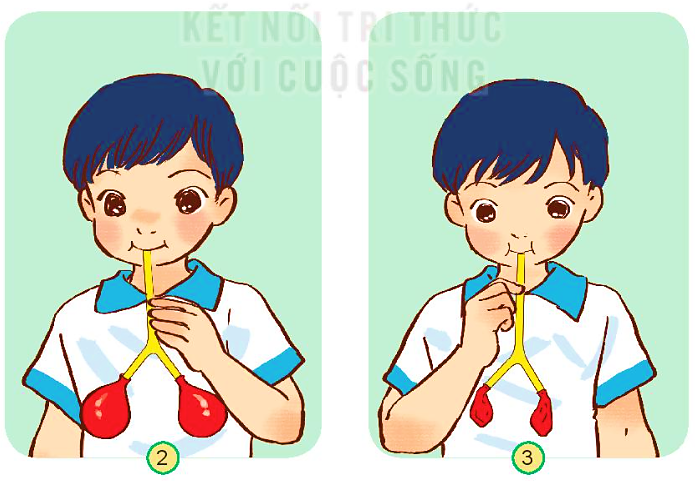 KẾT NỐI TRI THỨC
VỚI CUỘC SỐNG
2
3